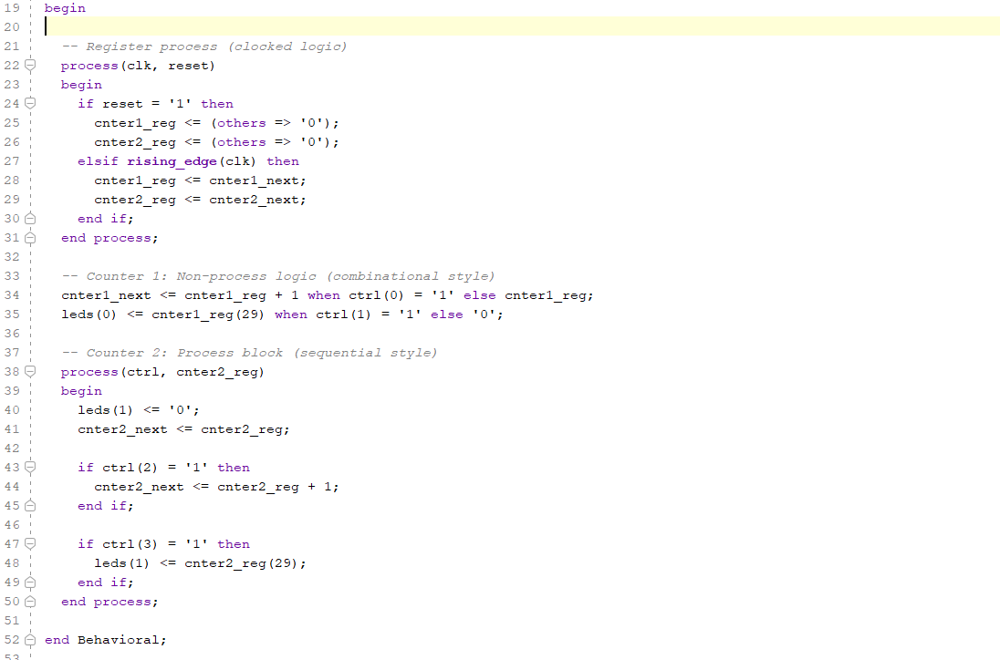 19 begin
20
21 -- Register process (clocked logic)
22 process(clk, reset)
23 begin
24 if reset = '1' then
25 cnter1_reg <= (others => '0');
26 cnter2_reg <= (others => '0');
27 elsif rising_edge(clk) then
28 cnter1_reg <= cnter1_next;
29 cnter2_reg <= cnter2_next;
30 end if;
31 end process;
32
33 -- Counter 1: Non-process logic (combinational style)
34 cnter1_next <= cnter1_reg + 1 when ctrl(0) = '1' else cnter1_reg;
35 leds(0) <= cnter1_reg(29) when ctrl(1) = '1' else '0';
36
37 -- Counter 2: Process block (sequential style)
38 process(ctrl, cnter2_reg)
39 begin
40 leds(1) <= '0';
41 cnter2_next <= cnter2_reg;
42
43 if ctrl(2) = '1' then
44 cnter2_next <= cnter2_reg + 1;
45 end if;
46
47 if ctrl(3) = '1' then
48 leds(1) <= cnter2_reg(29);
49 end if;
50 end process;
51
52 end Behavioral;
53